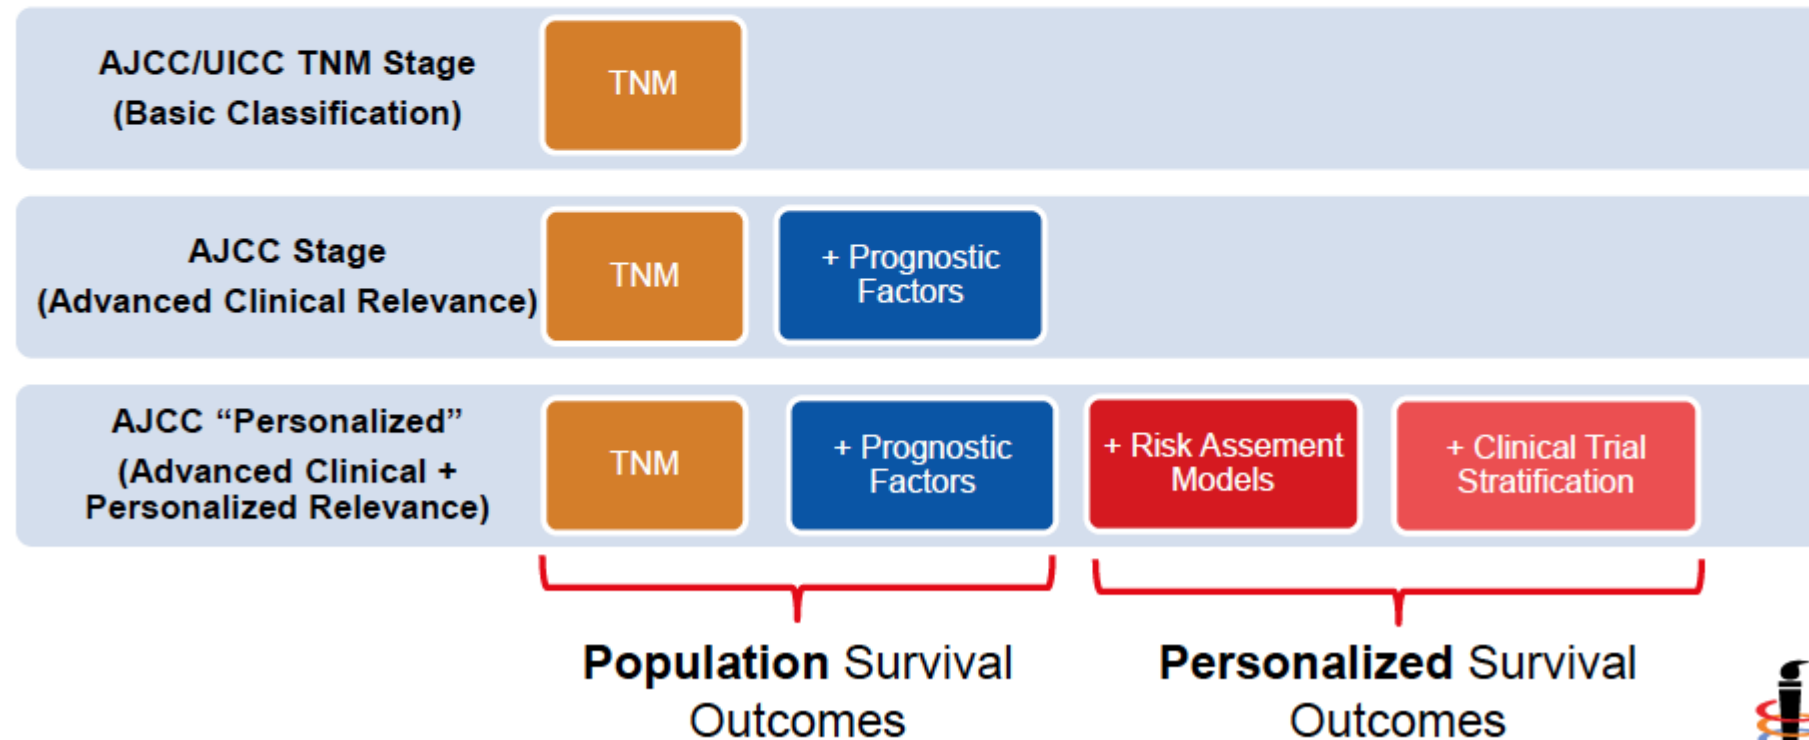 AJCC/UICC TNM Stage
(Basic Classification)
TNM
AJCC Stage
(Advanced Clinical Relevance)
TNM
+ Prognostic
Factors
AJCC “Personalized”
(Advanced Clinical +
Personalized Relevance)
TNM
+ Prognostic
Factors
+ Risk Assement
Models
+ Clinical Trial
Stratification
Population Survival
Outcomes
Personalized Survival
Outcomes